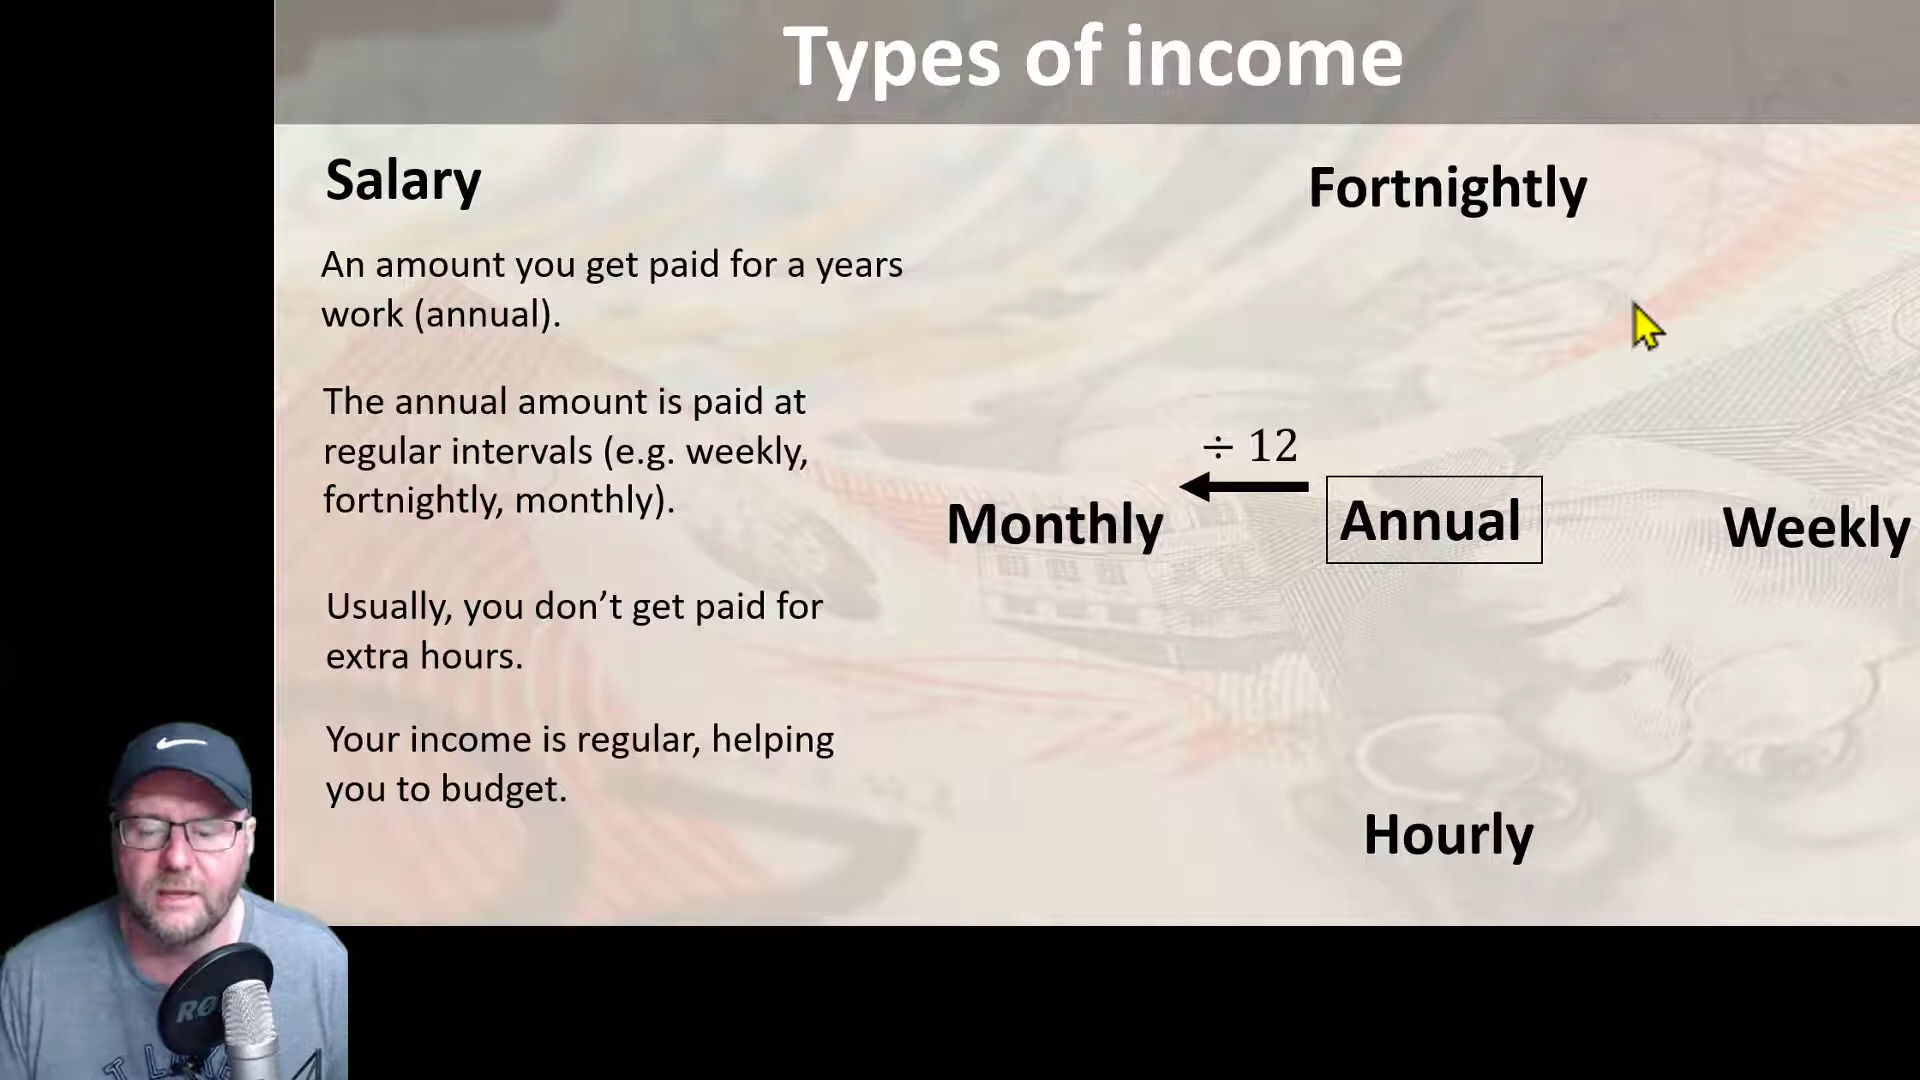 Types of income
Salary
An amount you get paid for a years
work (annual).
The annual amount is paid at
regular intervals (e.g. weekly,
fortnightly, monthly).
Usually, you don’t get paid for
extra hours.
Your income is regular, helping
you to budget.
Fortnightly
÷ 12
Monthly
Annual
Weekly
Hourly